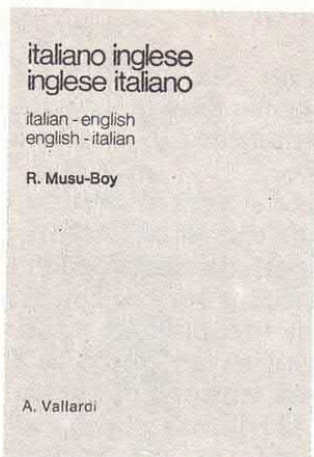 italiano inglese
inglese italiano
italian - english
english - italian
R. Musu-Boy
A. Vallardi